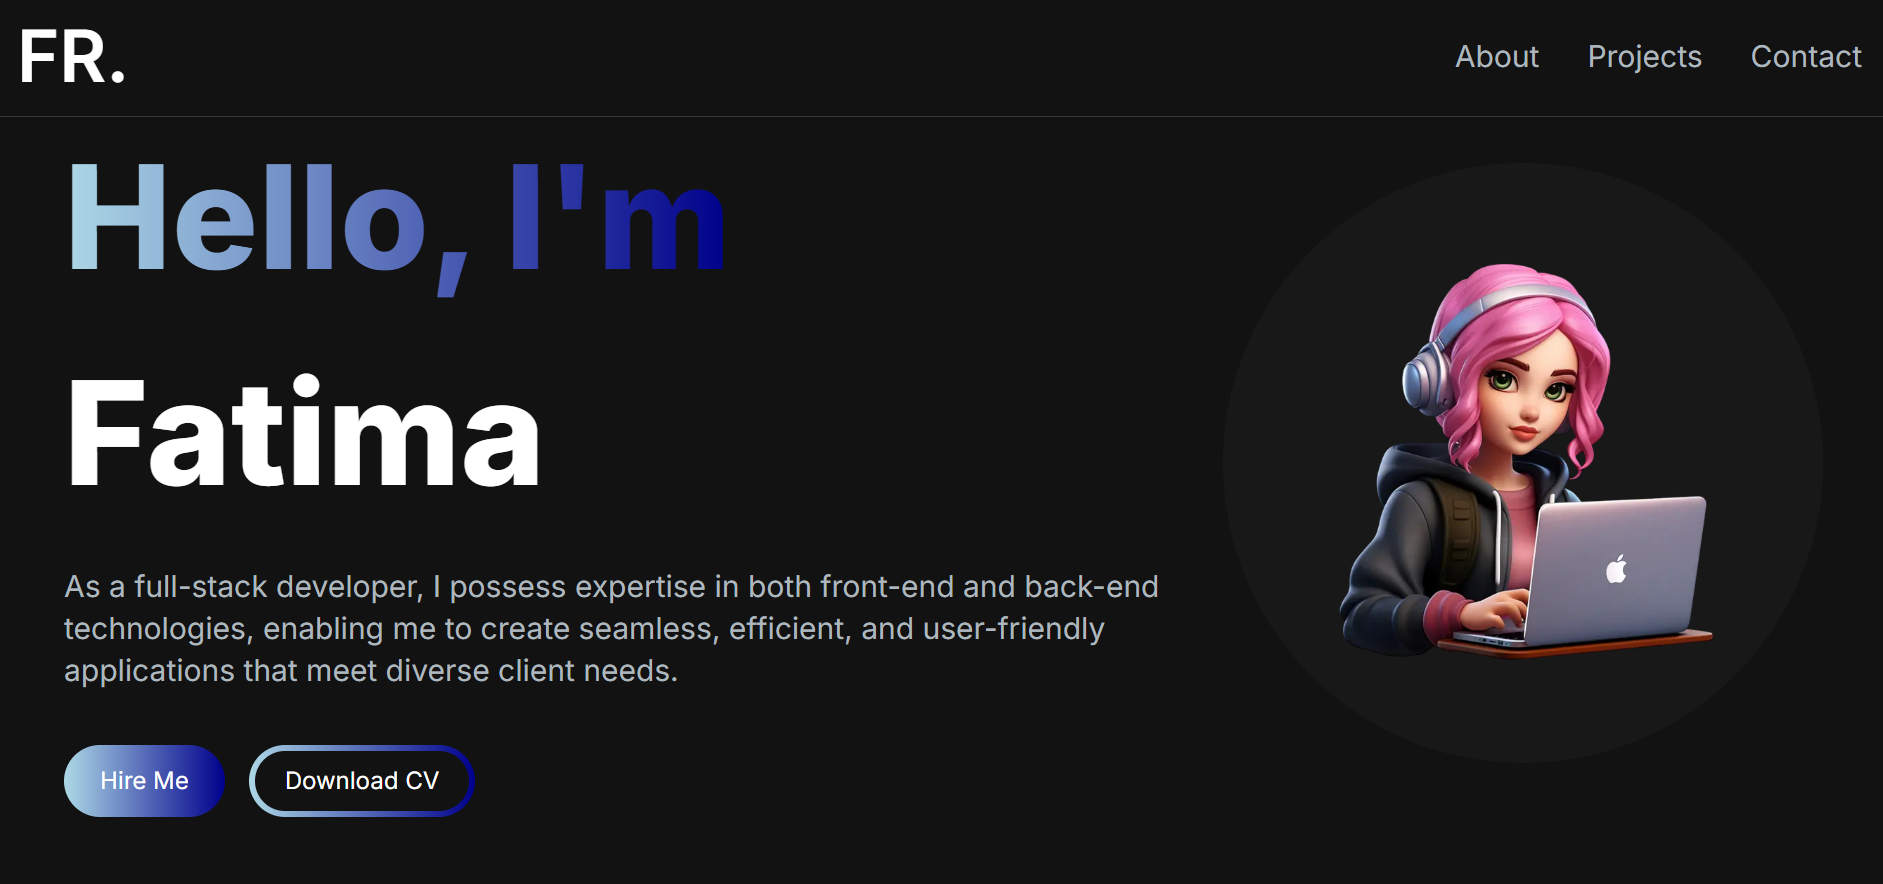 FR.
About Projects Contact
Hello, I'm
Fatima
As a full-stack developer, I possess expertise in both front-end and back-end
technologies, enabling me to create seamless, efficient, and user-friendly
applications that meet diverse client needs.
Hire Me
Download CV